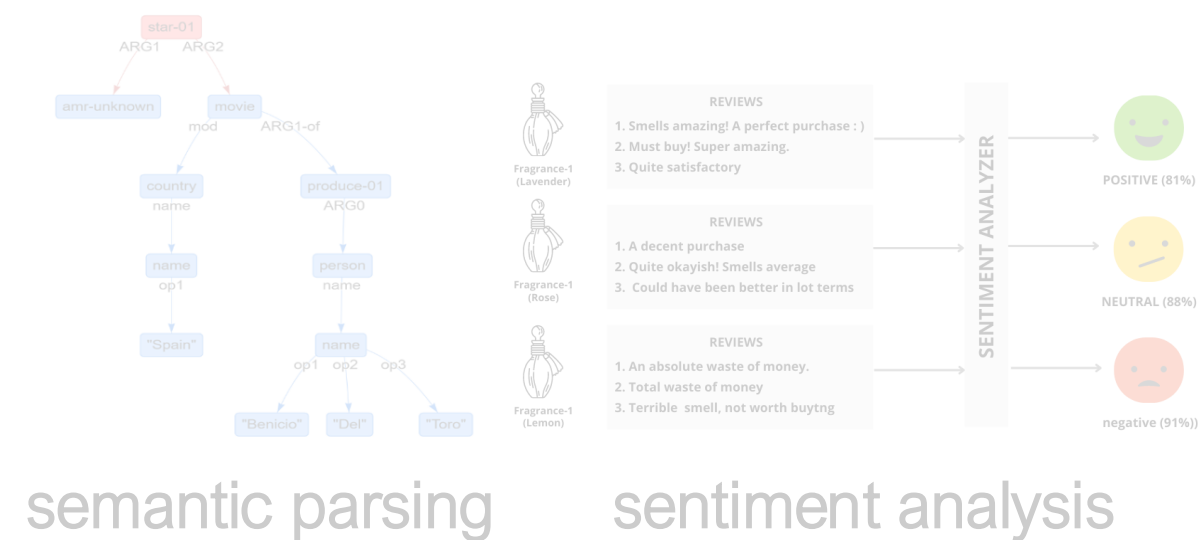 star-01
ARG1 ARG2
amr-unknown movie
mod ARG1-of
country produce-01
name ARG0
name person
op1 name
"Spain" name
op1 op2 op3
"Benicio" "Del" "Toro"
semantic parsing
Fragrance-1
(Lavender)
REVIEWS
1. Smells amazing! A perfect purchase : )
2. Must buy! Super amazing.
3. Quite satisfactory
Fragrance-1
(Rose)
REVIEWS
1. A decent purchase
2. Quite okayish! Smells average
3. Could have been better in lot terms
Fragrance-1
(Lemon)
REVIEWS
1. An absolute waste of money.
2. Total waste of money
3. Terrible smell, not worth buytng
SENTIMENT ANALYZER
POSITIVE (81%)
NEUTRAL (88%)
negative (91%))
sentiment analysis